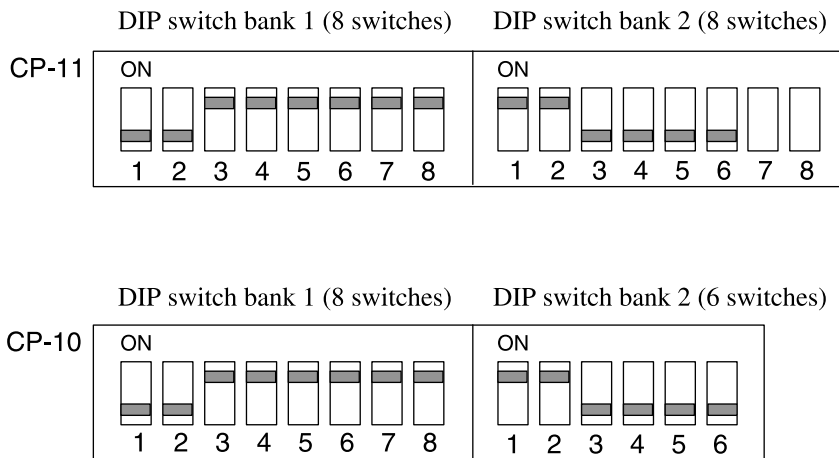 DIP switch bank 1 (8 switches) DIP switch bank 2 (8 switches)
CP-11 ON ON
1 2 3 4 5 6 7 8 1 2 3 4 5 6 7 8
DIP switch bank 1 (8 switches) DIP switch bank 2 (6 switches)
CP-10 ON ON
1 2 3 4 5 6 7 8 1 2 3 4 5 6